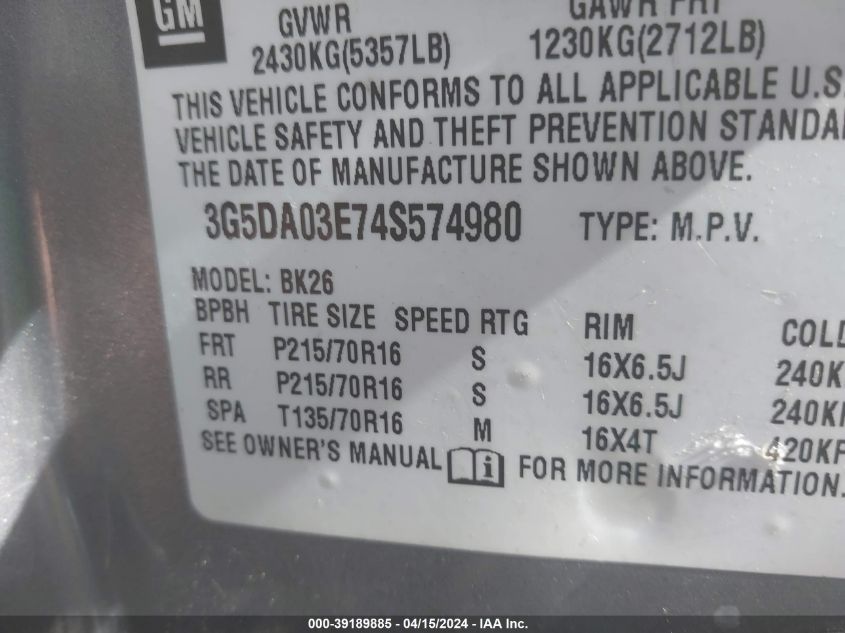 GM
GVWR GAWR FRT
2430KG(5357LB) 1230KG(2712LB)
THIS VEHICLE CONFORMS TO ALL APPLICABLE U.S
VEHICLE SAFETY AND THEFT PREVENTION STANDA
THE DATE OF MANUFACTURE SHOWN ABOVE.
3G5DA03E74S574980 TYPE: M.P.V.
MODEL: BK26
BPBH TIRE SIZE SPEED RTG RIM COLD
FRT P215/70R16 S 16X6.5J 240K
RR P215/70R16 S 16X6.5J 240K
SPA T135/70R16 M 16X4T 420KP
SEE OWNER'S MANUAL i FOR MORE INFORMATION.
000-39189885 - 04/15/2024 - IAA Inc.